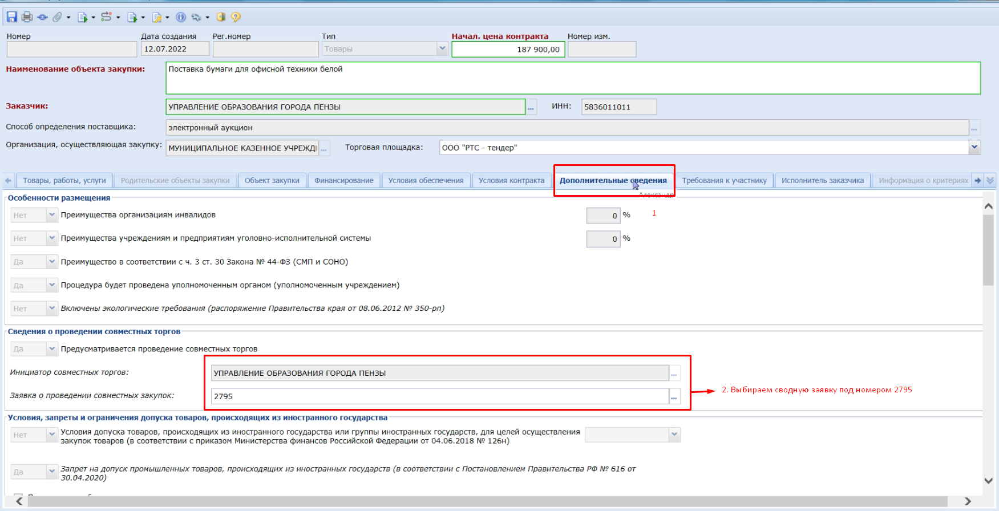 Номер Дата создания Рег.номер Тип Начал. цена контракта Номер изм.
12.07.2022 Товары 187 900,00
Наименование объекта закупки: Поставка бумаги для офисной техники белой
Заказчик: УПРАВЛЕНИЕ ОБРАЗОВАНИЯ ГОРОДА ПЕНЗЫ ... ИНН: 5836011011
Способ определения поставщика: электронный аукцион ...
Организация, осуществляющая закупку: МУНИЦИПАЛЬНОЕ КАЗЕННОЕ УЧРЕЖД ... Торговая площадка: ООО "РТС - тендер"
Товары, работы, услуги Родительские объекты закупки Объект закупки Финансирование Условия обеспечения Условия контракта Дополнительные сведения Требования к участнику Исполнитель заказчика Информация о критериях
Александр
Особенности размещения
Нет Преимущества организациям инвалидов 0 % 1
Нет Преимущества учреждениям и предприятиям уголовно-исполнительной системы 0 %
Да Преимущество в соответствии с ч. 3 ст. 30 Закона № 44-ФЗ (СМП и СОНО)
Да Процедура будет проведена уполномоченным органом (уполномоченным учреждением)
Нет Включены экологические требования (распоряжение Правительства края от 08.06.2012 № 350-рп)
Сведения о проведении совместных торгов
Да Предусматривается проведение совместных торгов
Инициатор совместных торгов: УПРАВЛЕНИЕ ОБРАЗОВАНИЯ ГОРОДА ПЕНЗЫ ...
Заявка о проведении совместных закупок: 2795 ... 2. Выбираем сводную заявку под номером 2795
Условия, запреты и ограничения допуска товаров, происходящих из иностранного государства
Нет Условия допуска товаров, происходящих из иностранного государства или группы иностранных государств, для целей осуществления
закупок товаров (в соответствии с приказом Министерства финансов Российской Федерации от 04.06.2018 № 126н)
Да Запрет на допуск промышленных товаров, происходящих из иностранных государств (в соответствии с Постановлением Правительства РФ № 616 от
30.04.2020)